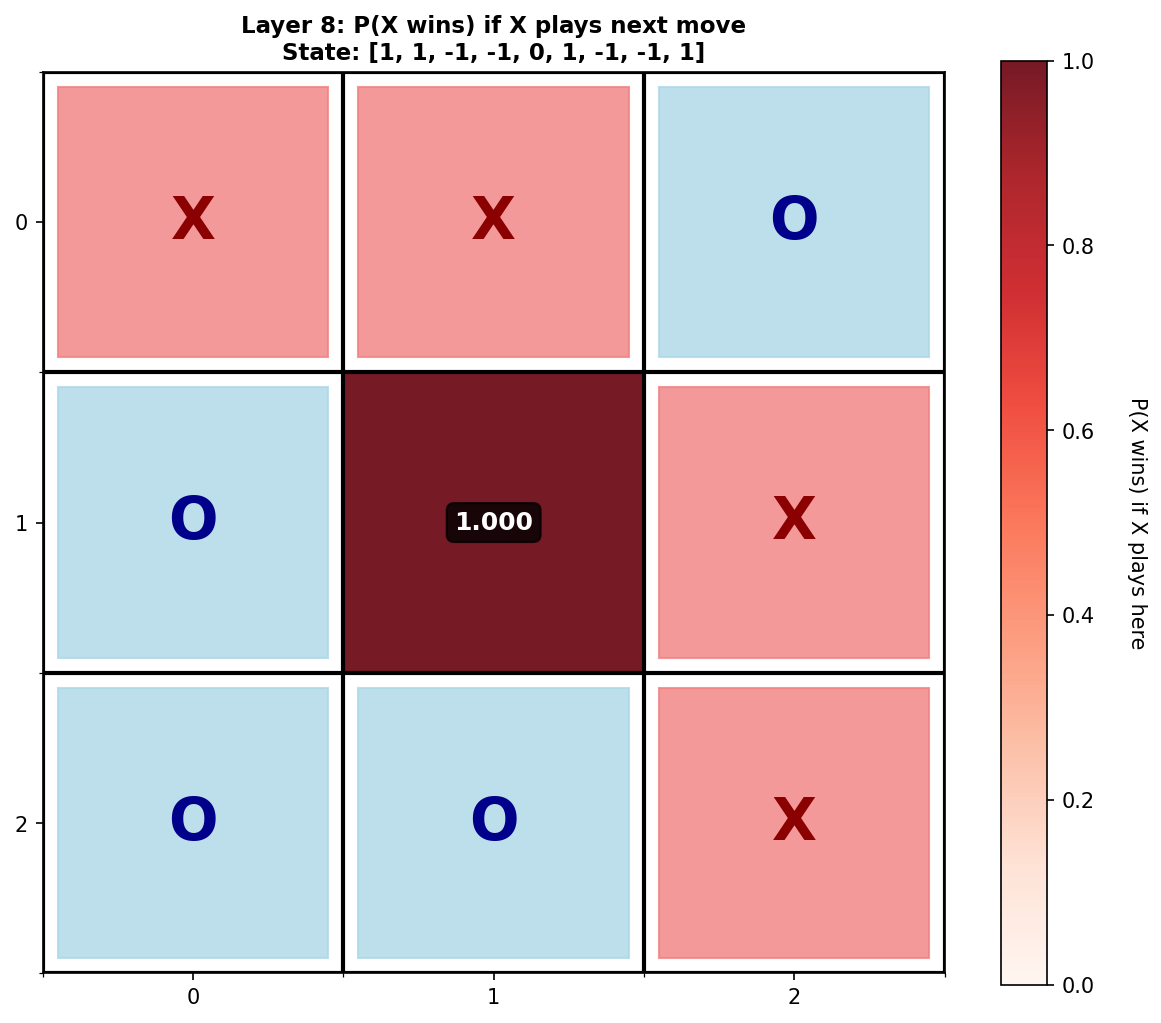 Layer 8: P(X wins) if X plays next move
State: [1, 1, -1, -1, 0, 1, -1, -1, 1]
X
X
O
O
1.000
X
O
O
X
0
1
2
0
1
2
1.0
0.8
0.6
0.4
0.2
0.0
P(X wins) if X plays here